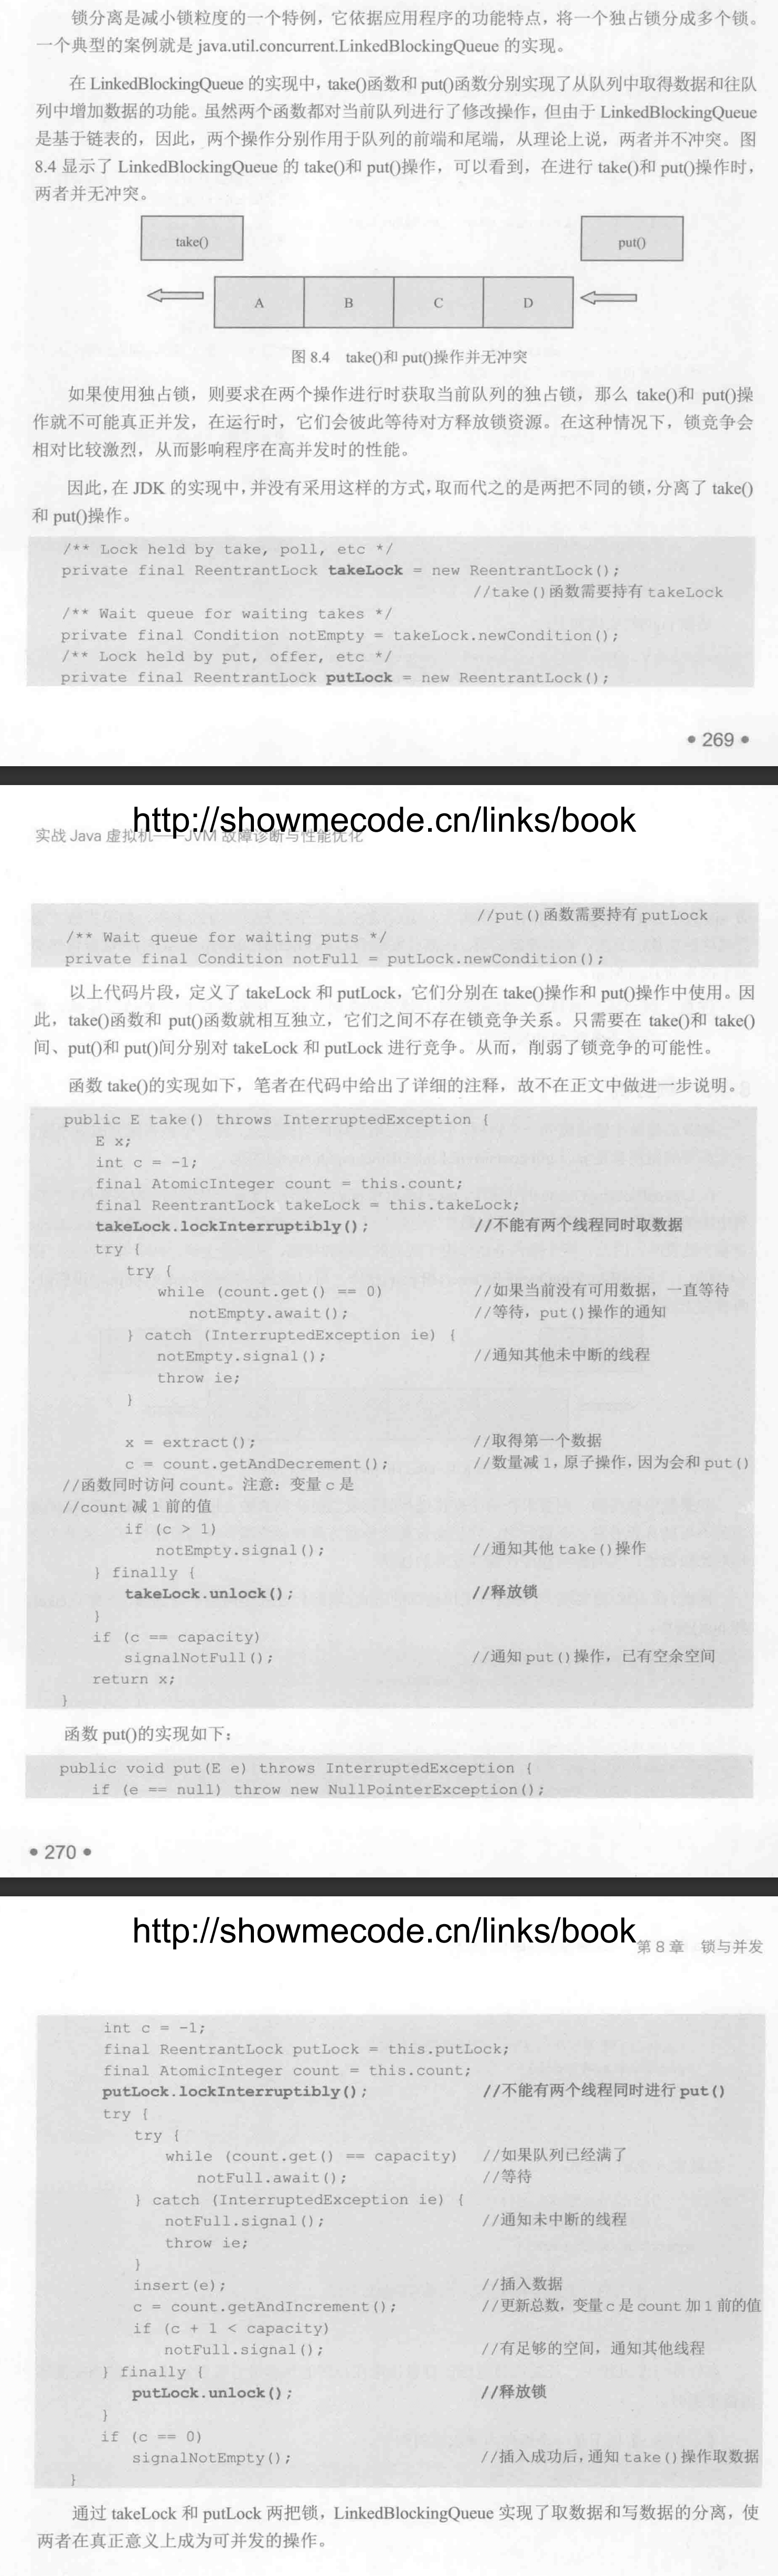 锁分离是减小锁粒度的一个特例，它依据应用程序的功能特点，将一个独占锁分成多个锁。
一个典型的案例就是 java.util.concurrent.LinkedBlockingQueue 的实现。
在 LinkedBlockingQueue 的实现中，take()函数和 put()函数分别实现了从队列中取得数据和往队
列中增加数据的功能。虽然两个函数都对当前队列进行了修改操作，但由于 LinkedBlockingQueue
是基于链表的，因此，两个操作分别作用于队列的前端和尾端，从理论上说，两者并不冲突。图
8.4 显示了 LinkedBlockingQueue 的 take()和 put()操作，可以看到，在进行 take()和 put()操作时，
两者并无冲突。
take()
put()
A B C D
图 8.4 take()和 put()操作并无冲突
如果使用独占锁，则要求在两个操作进行时获取当前队列的独占锁，那么 take()和 put()操
作就不可能真正并发，在运行时，它们会彼此等待对方释放锁资源。在这种情况下，锁竞争会
相对比较激烈，从而影响程序在高并发时的性能。
因此，在 JDK 的实现中，并没有采用这样的方式，取而代之的是两把不同的锁，分离了 take()
和 put()操作。
/** Lock held by take, poll, etc */
private final ReentrantLock takeLock = new ReentrantLock();
//take()函数需要持有 takeLock
/** Wait queue for waiting takes */
private final Condition notEmpty = takeLock.newCondition();
/** Lock held by put, offer, etc */
private final ReentrantLock putLock = new ReentrantLock();
• 269 •
http://showmecode.cn/links/book
实战 Java 虚拟机——JVM 故障诊断与性能优化
//put()函数需要持有 putLock
/** Wait queue for waiting puts */
private final Condition notFull = putLock.newCondition();
以上代码片段，定义了 takeLock 和 putLock，它们分别在 take()操作和 put()操作中使用。因
此，take()函数和 put()函数就相互独立，它们之间不存在锁竞争关系。只需要在 take()和 take()
间、put()和 put()间分别对 takeLock 和 putLock 进行竞争。从而，削弱了锁竞争的可能性。
函数 take()的实现如下，笔者在代码中给出了详细的注释，故不在正文中做进一步说明。
public E take() throws InterruptedException {
E x;
int c = -1;
final AtomicInteger count = this.count;
final ReentrantLock takeLock = this.takeLock;
takeLock.lockInterruptibly(); //不能有两个线程同时取数据
try {
try {
while (count.get() == 0) //如果当前没有可用数据，一直等待
notEmpty.await(); //等待，put()操作的通知
} catch (InterruptedException ie) {
notEmpty.signal(); //通知其他未中断的线程
throw ie;
}
x = extract(); //取得第一个数据
c = count.getAndDecrement(); //数量减 1，原子操作，因为会和 put()
//函数同时访问 count。注意：变量 c 是
//count 减 1 前的值
if (c > 1)
notEmpty.signal(); //通知其他 take()操作
} finally {
takeLock.unlock(); //释放锁
}
if (c == capacity)
signalNotFull(); //通知 put()操作，已有空余空间
return x;
}
函数 put()的实现如下：
public void put(E e) throws InterruptedException {
if (e == null) throw new NullPointerException();
• 270 •
http://showmecode.cn/links/book
第 8 章 锁与并发
int c = -1;
final ReentrantLock putLock = this.putLock;
final AtomicInteger count = this.count;
putLock.lockInterruptibly(); //不能有两个线程同时进行 put()
try {
try {
while (count.get() == capacity) //如果队列已经满了
notFull.await(); //等待
} catch (InterruptedException ie) {
notFull.signal(); //通知未中断的线程
throw ie;
}
insert(e); //插入数据
c = count.getAndIncrement(); //更新总数，变量 c 是 count 加 1 前的值
if (c + 1 < capacity)
notFull.signal(); //有足够的空间，通知其他线程
} finally {
putLock.unlock(); //释放锁
}
if (c == 0)
signalNotEmpty(); //插入成功后，通知 take()操作取数据
}
通过 takeLock 和 putLock 两把锁，LinkedBlockingQueue 实现了取数据和写数据的分离，使
两者在真正意义上成为可并发的操作。